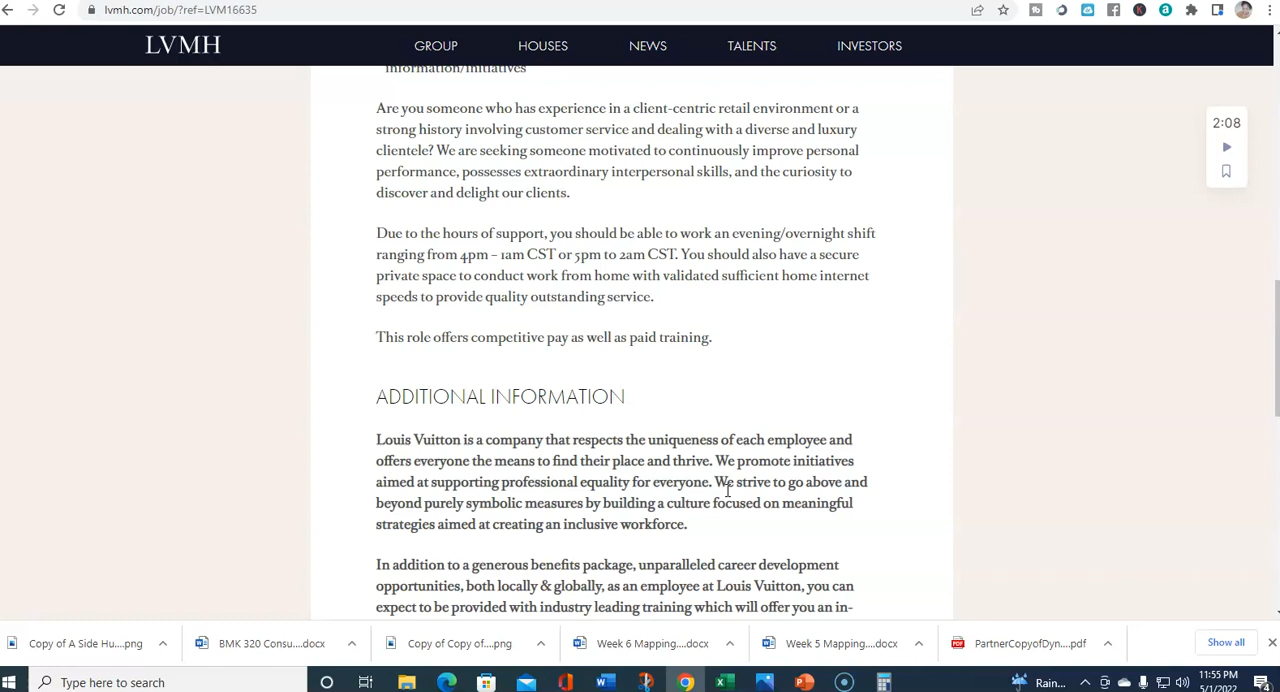 lvmh.com/job/?ref=LVM16635
LVMH
GROUP
HOUSES
NEWS
TALENTS
INVESTORS
information/initiatives
Are you someone who has experience in a client-centric retail environment or a
strong history involving customer service and dealing with a diverse and luxury
clientele? We are seeking someone motivated to continuously improve personal
performance, possesses extraordinary interpersonal skills, and the curiosity to
discover and delight our clients.
Due to the hours of support, you should be able to work an evening/overnight shift
ranging from 4pm – 1am CST or 5pm to 2am CST. You should also have a secure
private space to conduct work from home with validated sufficient home internet
speeds to provide quality outstanding service.
This role offers competitive pay as well as paid training.
2:08
ADDITIONAL INFORMATION
Louis Vuitton is a company that respects the uniqueness of each employee and
offers everyone the means to find their place and thrive. We promote initiatives
aimed at supporting professional equality for everyone. We strive to go above and
beyond purely symbolic measures by building a culture focused on meaningful
strategies aimed at creating an inclusive workforce.
In addition to a generous benefits package, unparalleled career development
opportunities, both locally & globally, as an employee at Louis Vuitton, you can
expect to be provided with industry leading training which will offer you an in-
Copy of A Side Hu....png
BMK 320 Consu....docx
Copy of Copy of....png
Week 6 Mapping....docx
Week 5 Mapping....docx
PartnerCopyofDyn....pdf
Show all
Type here to search
Rain...
11:55 PM
5/1/2022